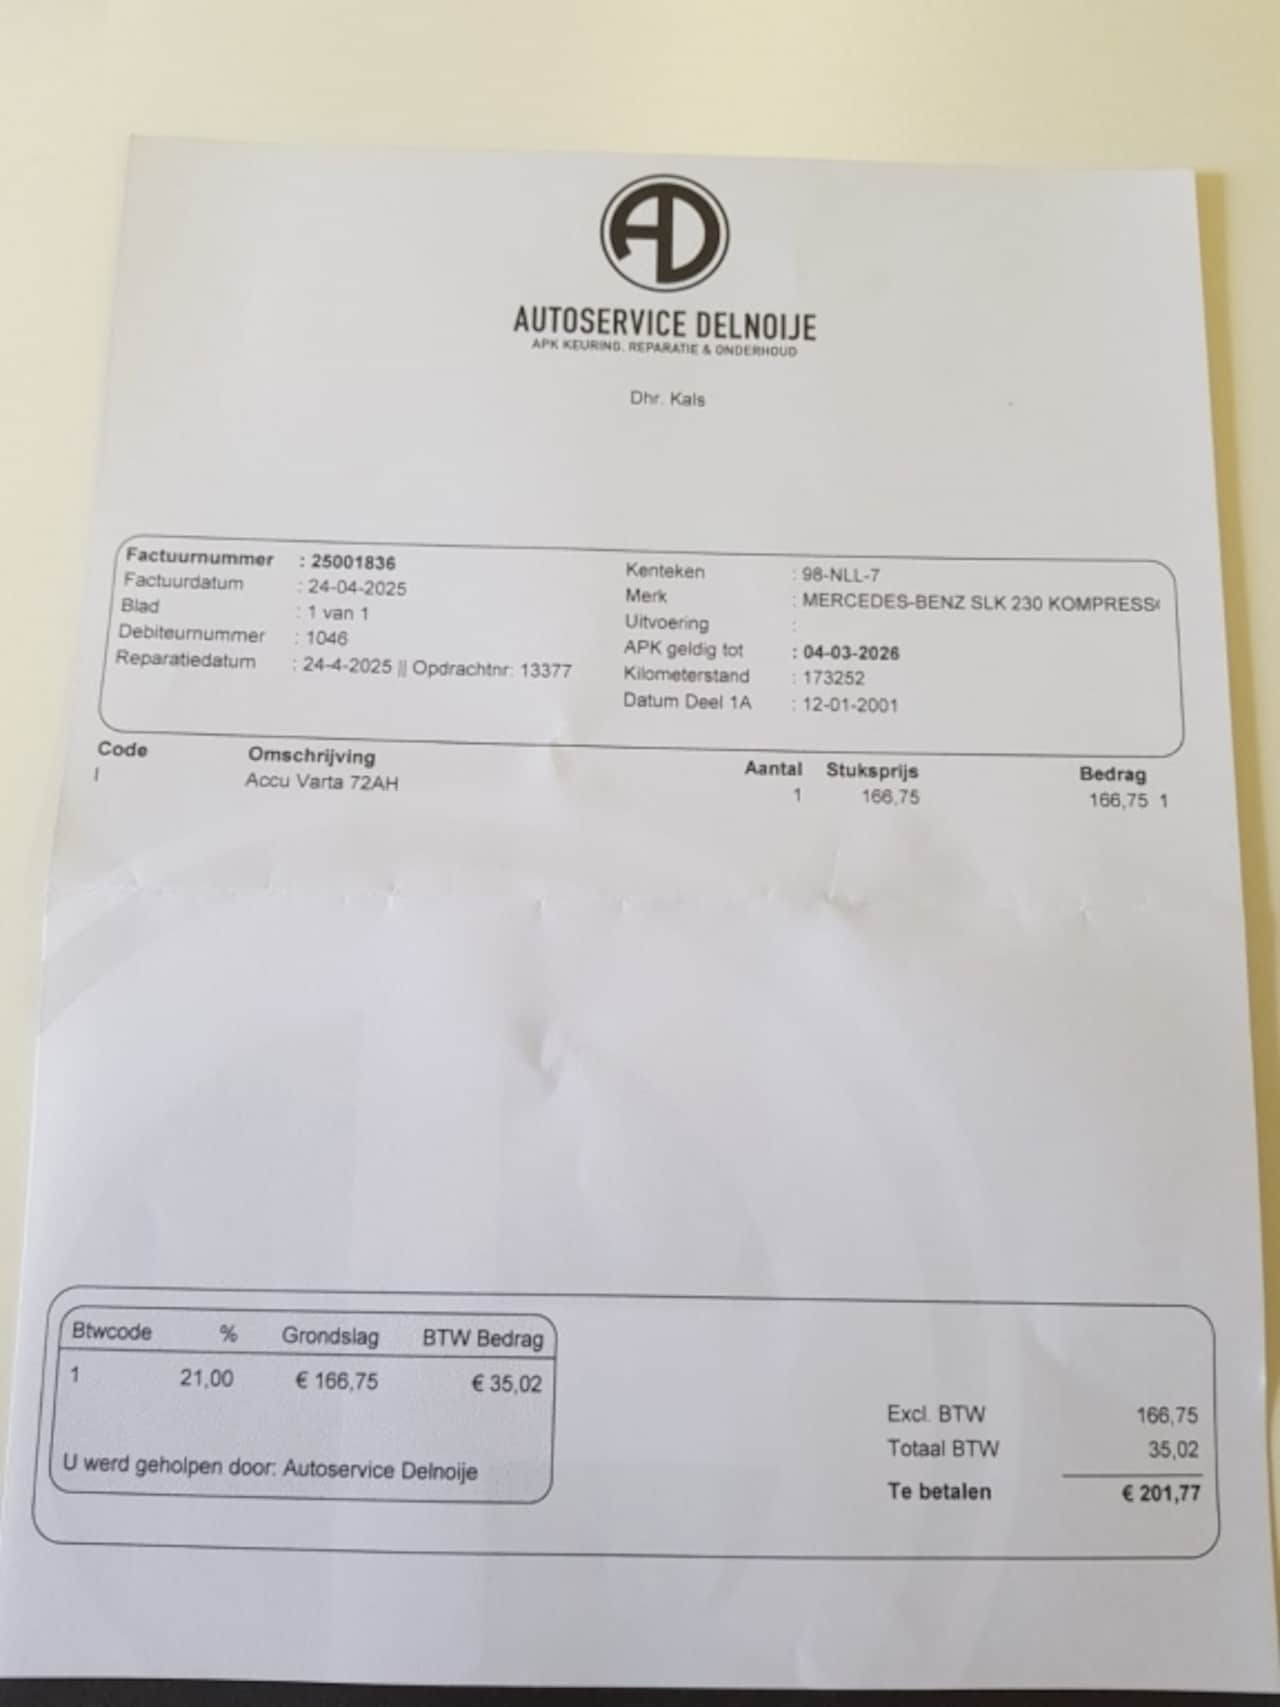 AD
AUTOSERVICE DELNOIJE
APK KEURING, REPARATIE & ONDERHOUD
Dhr. Kals
Factuurnummer : 25001836
Factuurdatum : 24-04-2025
Blad : 1 van 1
Debiteurnummer : 1046
Reparatiedatum : 24-4-2025 || Opdrachtnr: 13377
Kenteken : 98-NLL-7
Merk : MERCEDES-BENZ SLK 230 KOMPRESS
Uitvoering :
APK geldig tot : 04-03-2026
Kilometerstand : 173252
Datum Deel 1A : 12-01-2001
Code Omschrijving Aantal Stuksprijs Bedrag
I Accu Varta 72AH 1 166,75 166,75 1
Btwcode % Grondslag BTW Bedrag
1 21,00 € 166,75 € 35,02
U werd geholpen door: Autoservice Delnoije
Excl. BTW 166,75
Totaal BTW 35,02
Te betalen € 201,77